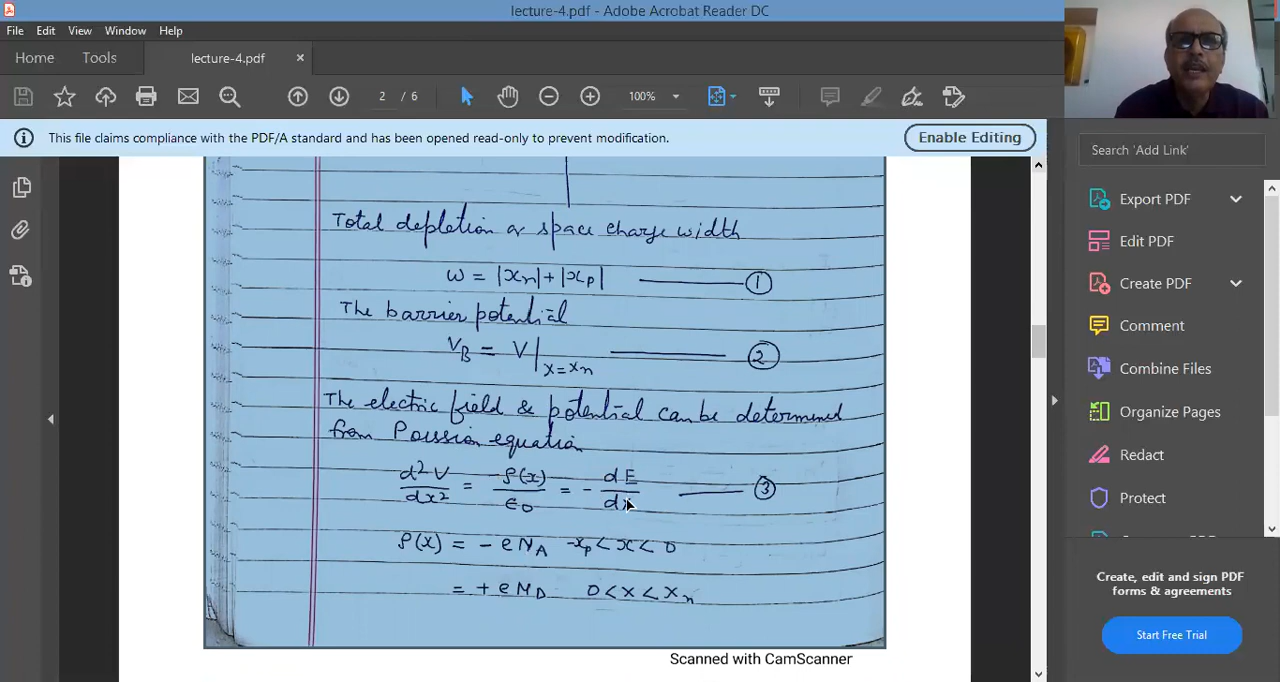 lecture-4.pdf - Adobe Acrobat Reader DC
File Edit View Window Help
Home Tools lecture-4.pdf ×
2 / 6 100%
This file claims compliance with the PDF/A standard and has been opened read-only to prevent modification. Enable Editing
Total depletion or space charge width
w = |xn| + |xp| ——— ①
The barrier potential
VB = V|x=xn ——— ②
The electric field & potential can be determined
from Poission equation
d²V/dx² = -ρ(x)/ϵ0 = - dE/dx ——— ③
ρ(x) = - e NA -xp < x < 0
= + e ND 0 < x < xn
Scanned with CamScanner
Search 'Add Link'
Export PDF
Edit PDF
Create PDF
Comment
Combine Files
Organize Pages
Redact
Protect
Create, edit and sign PDF
forms & agreements
Start Free Trial